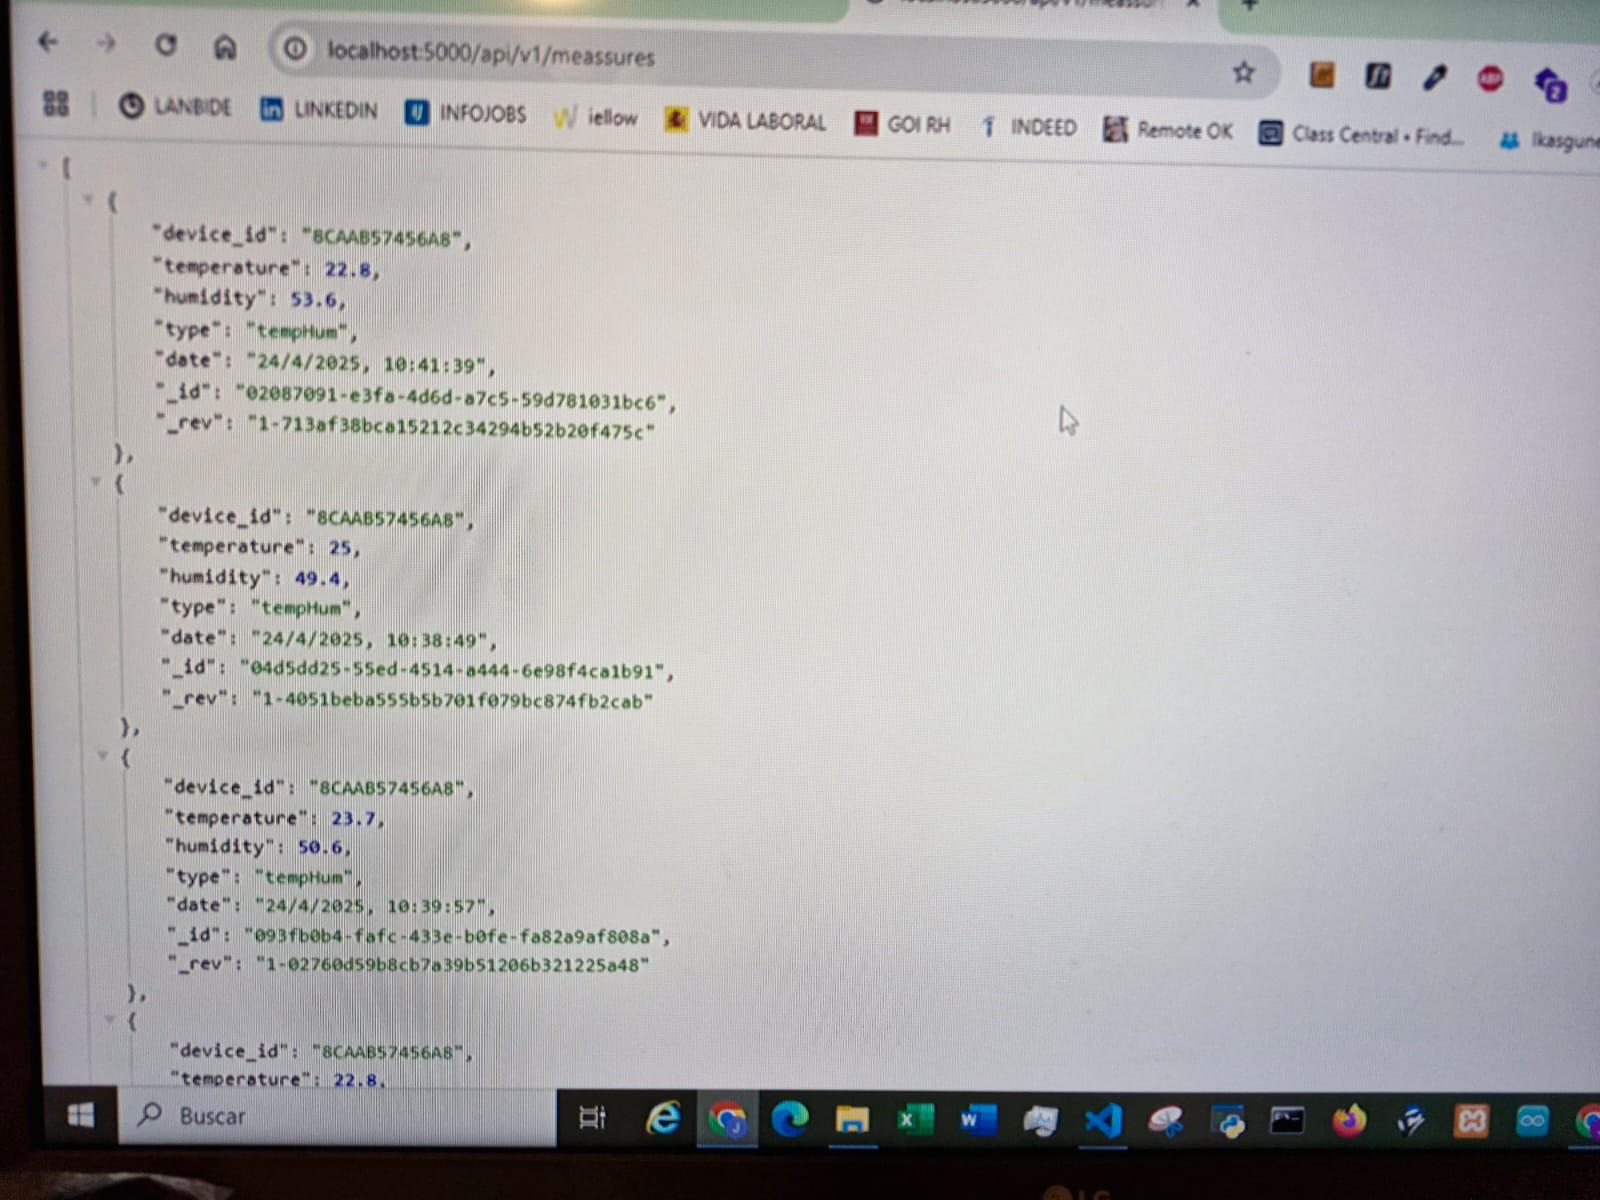 localhost:5000/api/v1/meassures
LANBIDE LINKEDIN INFOJOBS iellow VIDA LABORAL GOI RH INDEED Remote OK Class Central • Find... Ikasgune
[
{
"device_id": "8CAAB57456A8",
"temperature": 22.8,
"humidity": 53.6,
"type": "tempHum",
"date": "24/4/2025, 10:41:39",
"_id": "02087091-e3fa-4d6d-a7c5-59d781031bc6",
"_rev": "1-713af38bca15212c34294b52b20f475c"
},
{
"device_id": "8CAAB57456A8",
"temperature": 25,
"humidity": 49.4,
"type": "tempHum",
"date": "24/4/2025, 10:38:49",
"_id": "04d5dd25-55ed-4514-a444-6e98f4ca1b91",
"_rev": "1-4051beba555b5b701f079bc874fb2cab"
},
{
"device_id": "8CAAB57456A8",
"temperature": 23.7,
"humidity": 50.6,
"type": "tempHum",
"date": "24/4/2025, 10:39:57",
"_id": "093fb0b4-fafc-433e-b0fe-fa82a9af808a",
"_rev": "1-02760d59b8cb7a39b51206b321225a48"
},
{
"device_id": "8CAAB57456A8",
"temperature": 22.8,
Buscar
LG